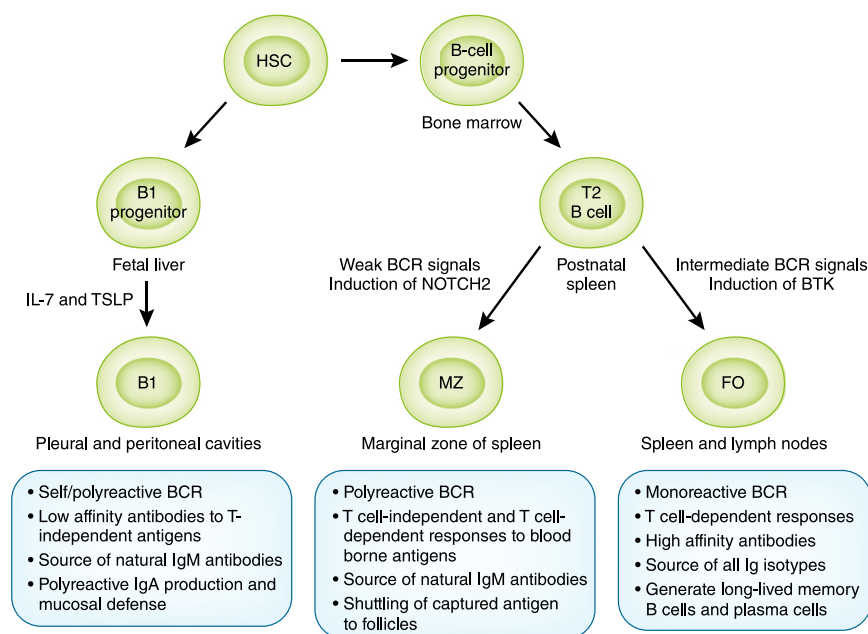 HSC
B-cell
progenitor
Bone marrow
B1
progenitor
Fetal liver
IL-7 and TSLP
T2
B cell
Postnatal
spleen
Weak BCR signals
Induction of NOTCH2
Intermediate BCR signals
Induction of BTK
B1
Pleural and peritoneal cavities
• Self/polyreactive BCR
• Low affinity antibodies to T-
independent antigens
• Source of natural IgM antibodies
• Polyreactive IgA production and
mucosal defense
MZ
Marginal zone of spleen
• Polyreactive BCR
• T cell-independent and T cell-
dependent responses to blood
borne antigens
• Source of natural IgM antibodies
• Shuttling of captured antigen
to follicles
FO
Spleen and lymph nodes
• Monoreactive BCR
• T cell-dependent responses
• High affinity antibodies
• Source of all Ig isotypes
• Generate long-lived memory
B cells and plasma cells